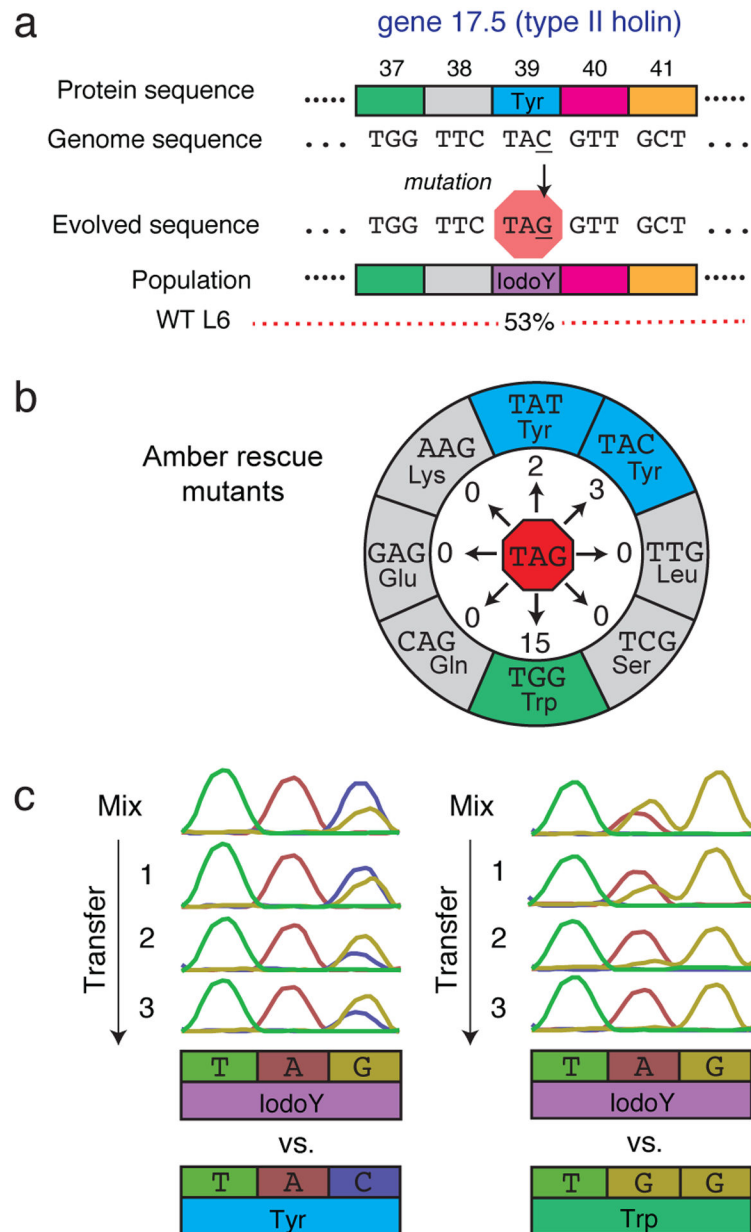 a
gene 17.5 (type II holin)
37 38 39 40 41
Protein sequence ..... Tyr .....
Genome sequence ... TGG TTC TAC GTT GCT ...
mutation
Evolved sequence ... TGG TTC TAG GTT GCT ...
Population ..... IodoY .....
WT L6 53%
b
Amber rescue
mutants
TAT
Tyr
TAC
Tyr
TTG
Leu
TCG
Ser
TGG
Trp
CAG
Gln
GAG
Glu
AAG
Lys
2
3
0
0
15
0
0
0
TAG
c
Mix
1
2
3
Transfer
T A G
IodoY
vs.
T A C
Tyr
Mix
1
2
3
Transfer
T A G
IodoY
vs.
T G G
Trp